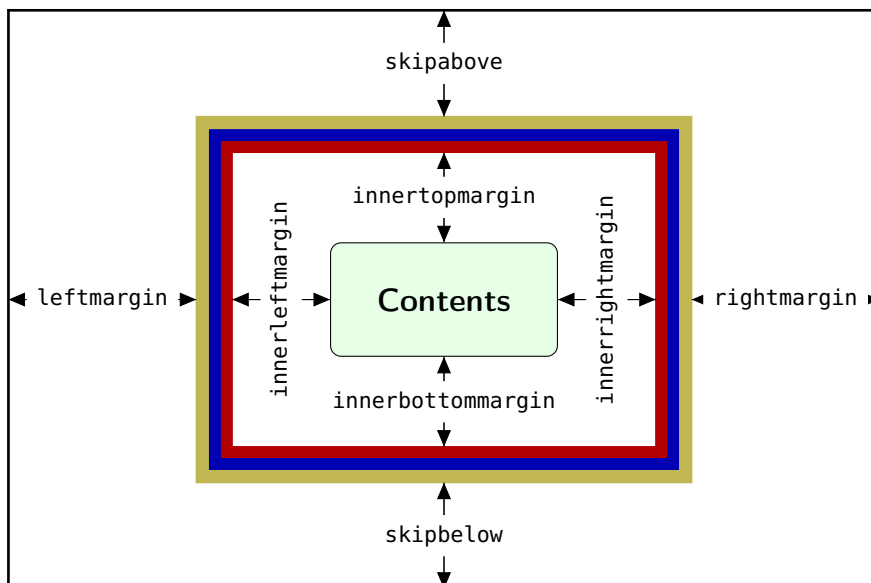 skipabove
innertopmargin
leftmargin
innerleftmargin
Contents
innerrightmargin
rightmargin
innerbottommargin
skipbelow